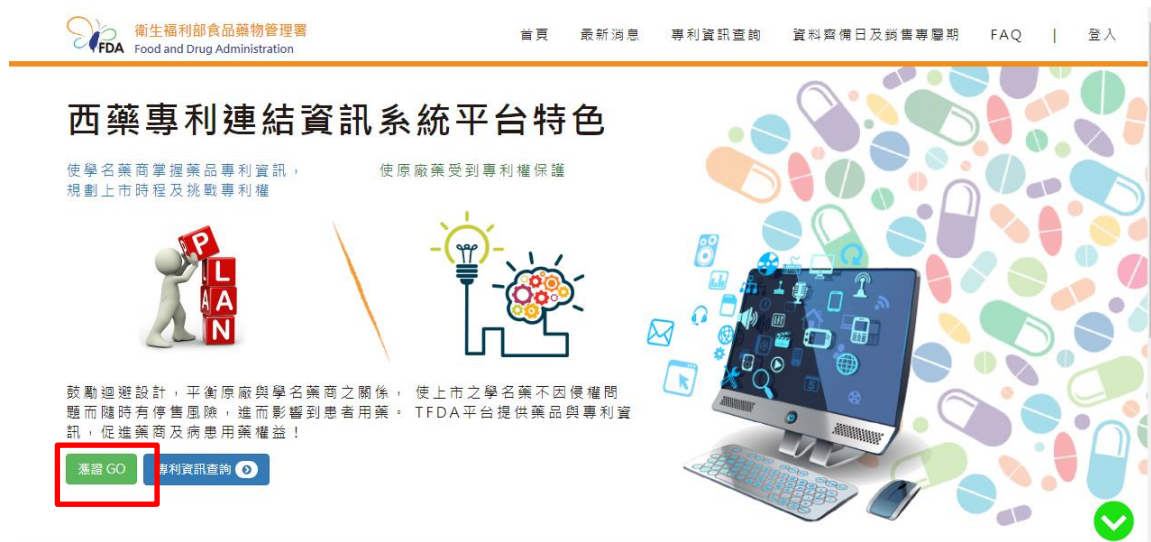 衛生福利部食品藥物管理署
FDA Food and Drug Administration
首頁 最新消息 專利資訊查詢 資料齊備日及銷售專屬期 FAQ | 登入
西藥專利連結資訊系統平台特色
使學名藥商掌握藥品專利資訊，
規劃上市時程及挑戰專利權
使原廠藥受到專利權保護
P
L
A A
N
鼓勵迴避設計，平衡原廠與學名藥商之關係， 使上市之學名藥不因侵權問
題而隨時有停售風險，進而影響到患者用藥。 TFDA平台提供藥品與專利資
訊，促進藥商及病患用藥權益！
憑證 GO
專利資訊查詢